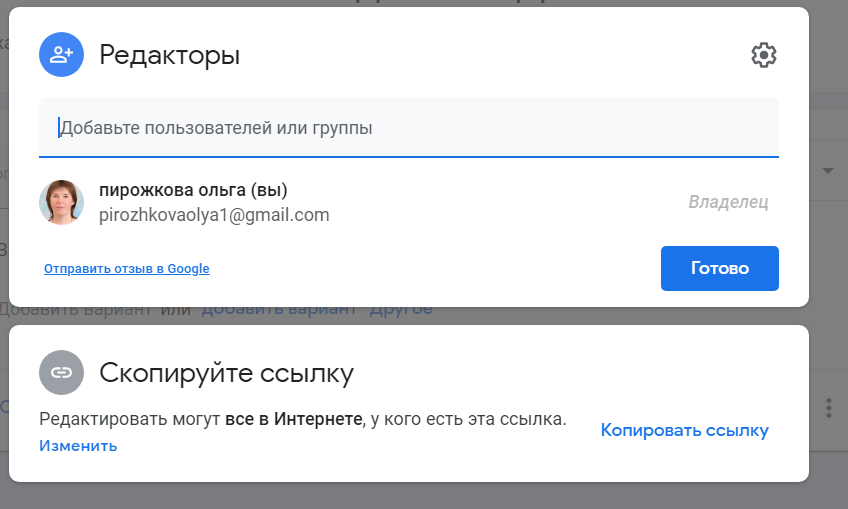 Редакторы
Добавьте пользователей или группы
пирожкова ольга (вы)
pirozhkovaolya1@gmail.com
Владелец
Отправить отзыв в Google
Готово
Добавить вариант или добавить вариант "Другое"
Скопируйте ссылку
Редактировать могут все в Интернете, у кого есть эта ссылка.
Изменить
Копировать ссылку